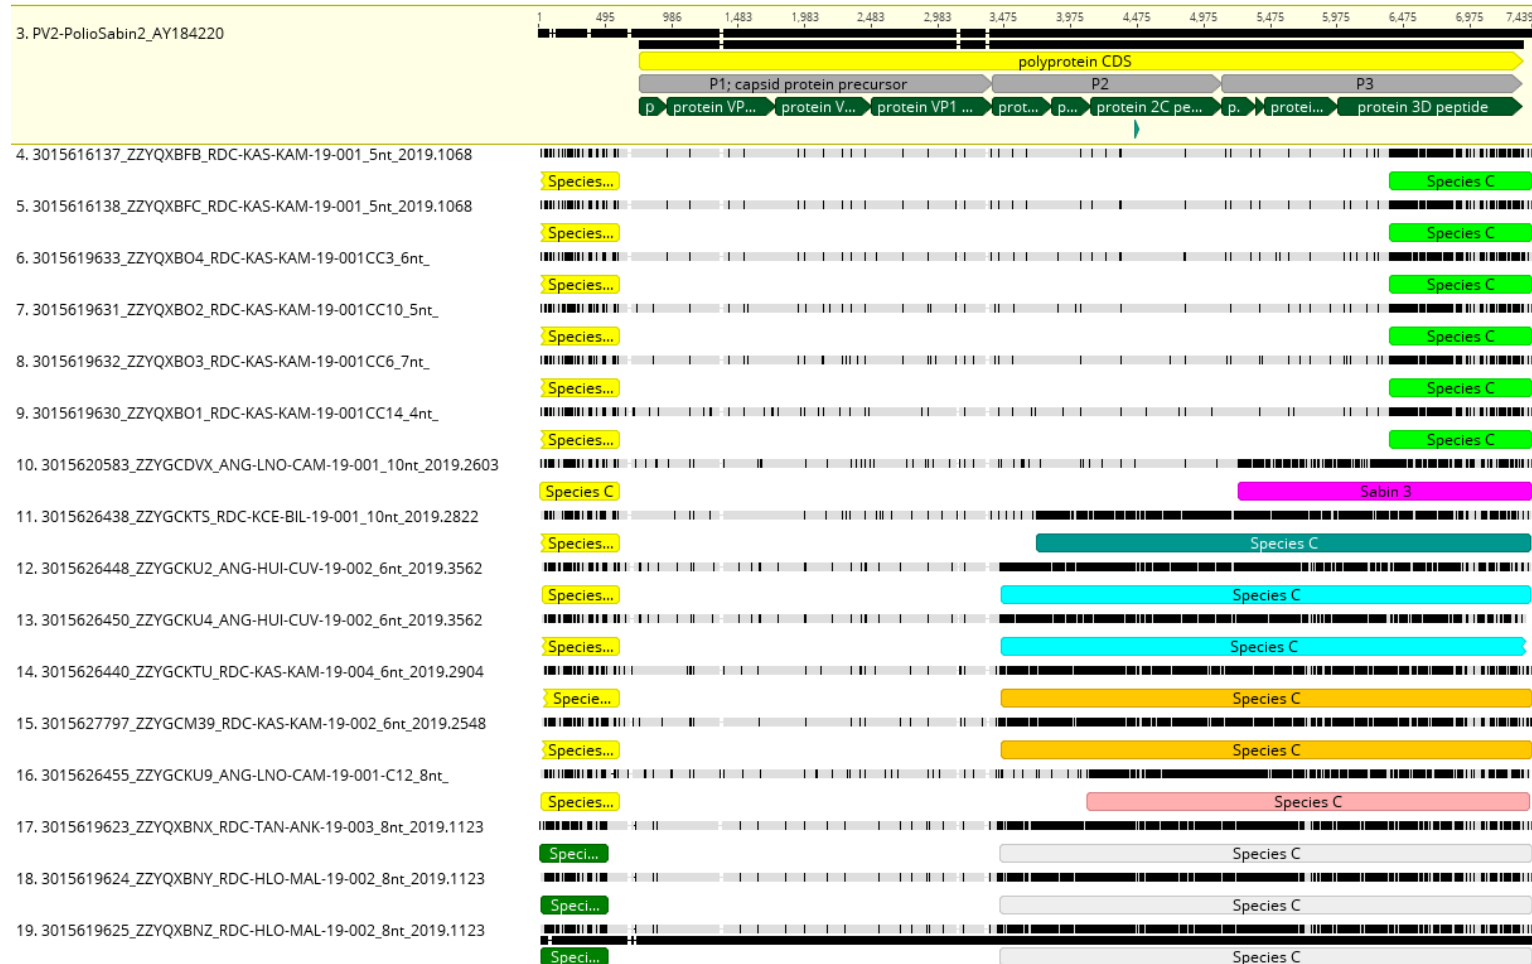 1 495 986 1,483 1,983 2,483 2,983 3,475 3,975 4,475 4,975 5,475 5,975 6,475 6,975 7,439
3. PV2-PolioSabin2_AY184220
polyprotein CDS
P1; capsid protein precursor P2 P3
p protein VP... protein V... protein VP1 ... prot... p... protein 2C pe... p. protei... protein 3D peptide
4. 3015616137_ZZYQXBFB_RDC-KAS-KAM-19-001_5nt_2019.1068
Species... Species C
5. 3015616138_ZZYQXBFC_RDC-KAS-KAM-19-001_5nt_2019.1068
Species... Species C
6. 3015619633_ZZYQXBO4_RDC-KAS-KAM-19-001CC3_6nt_
Species... Species C
7. 3015619631_ZZYQXBO2_RDC-KAS-KAM-19-001CC10_5nt_
Species... Species C
8. 3015619632_ZZYQXBO3_RDC-KAS-KAM-19-001CC6_7nt_
Species... Species C
9. 3015619630_ZZYQXBO1_RDC-KAS-KAM-19-001CC14_4nt_
Species... Species C
10. 3015620583_ZZYGCDVX_ANG-LNO-CAM-19-001_10nt_2019.2603
Species C Sabin 3
11. 3015626438_ZZYGCKTS_RDC-KCE-BIL-19-001_10nt_2019.2822
Species... Species C
12. 3015626448_ZZYGCKU2_ANG-HUI-CUV-19-002_6nt_2019.3562
Species... Species C
13. 3015626450_ZZYGCKU4_ANG-HUI-CUV-19-002_6nt_2019.3562
Species... Species C
14. 3015626440_ZZYGCKTU_RDC-KAS-KAM-19-004_6nt_2019.2904
Specie... Species C
15. 3015627797_ZZYGCM39_RDC-KAS-KAM-19-002_6nt_2019.2548
Species... Species C
16. 3015626455_ZZYGCKU9_ANG-LNO-CAM-19-001-C12_8nt_
Species... Species C
17. 3015619623_ZZYQXBNX_RDC-TAN-ANK-19-003_8nt_2019.1123
Speci... Species C
18. 3015619624_ZZYQXBNY_RDC-HLO-MAL-19-002_8nt_2019.1123
Speci... Species C
19. 3015619625_ZZYQXBNZ_RDC-HLO-MAL-19-002_8nt_2019.1123
Speci... Species C